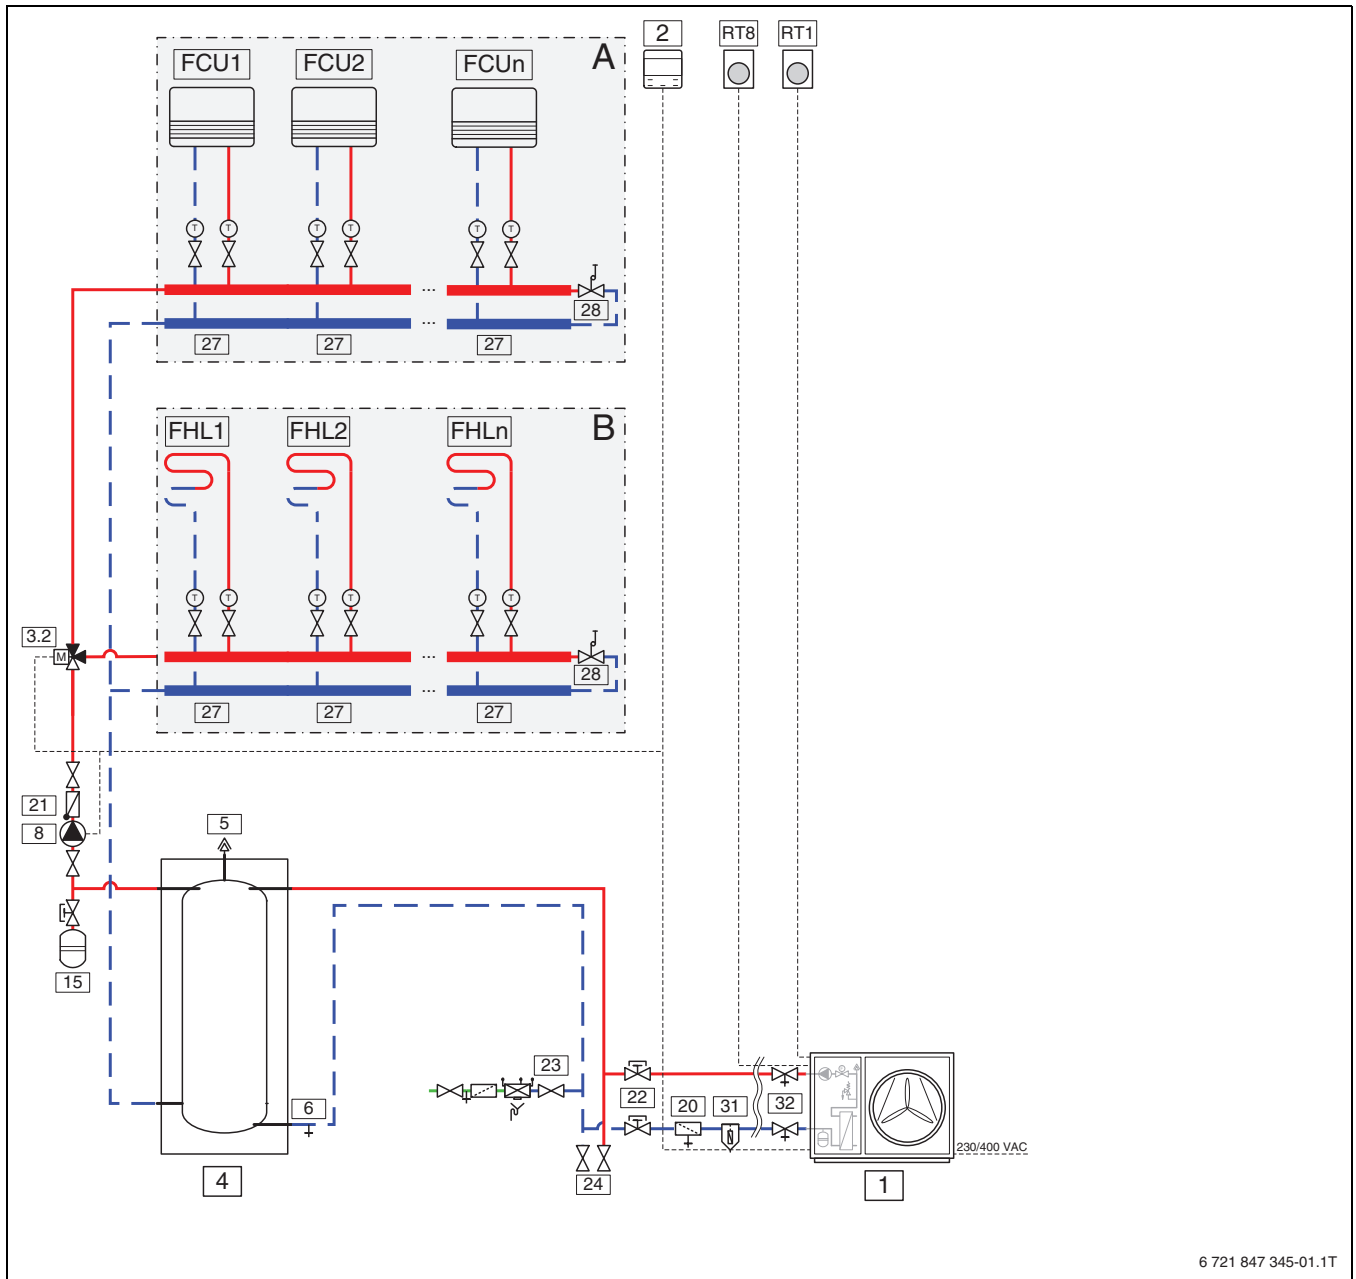 2 RT8 RT1
A
FCU1 FCU2 FCUn
T T T T T T
28
...
...
27 27 27
B
FHL1 FHL2 FHLn
T T T T T T
3.2
M
28
...
...
27 27 27
21
8
5
15
23
6
22 20 31 32
230/400 VAC
4
24
1
6 721 847 345-01.1T